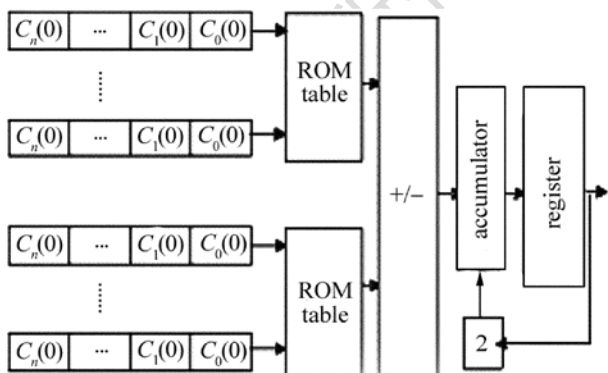 Cₙ(0) ... C₁(0) C₀(0)
ROM
table
Cₙ(0) ... C₁(0) C₀(0)
+/−
accumulator
register
Cₙ(0) ... C₁(0) C₀(0)
ROM
table
Cₙ(0) ... C₁(0) C₀(0)
2